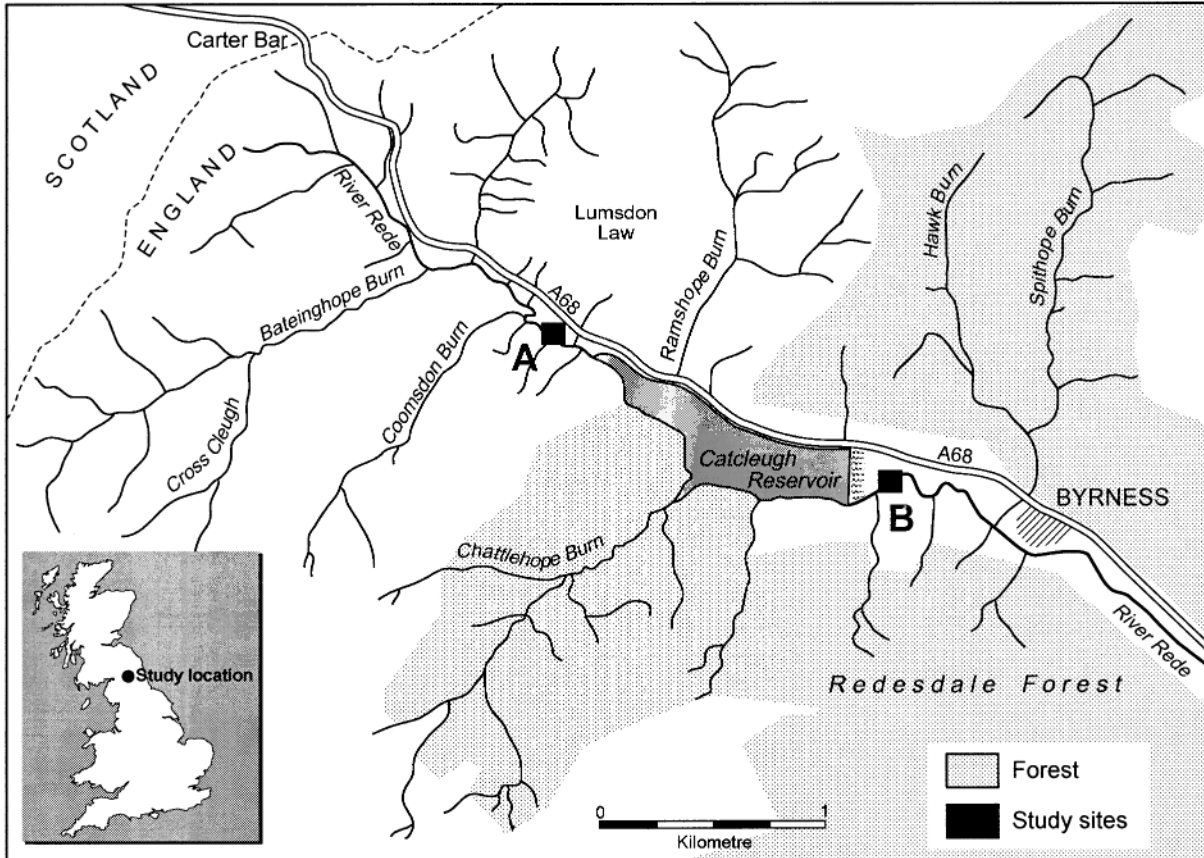 Carter Bar
SCOTLAND
ENGLAND
River Rede
Bateinghope Burn
Cross Cleugh
Coomsdon Burn
Lumsdon
Law
A68
Ramshope Burn
Hawk Burn
Spithope Burn
A
Catcleugh
Reservoir
A68
B
BYRNESS
Chattlehope Burn
River Rede
Redesdale Forest
Study location
0 1
Kilometre
Forest
Study sites